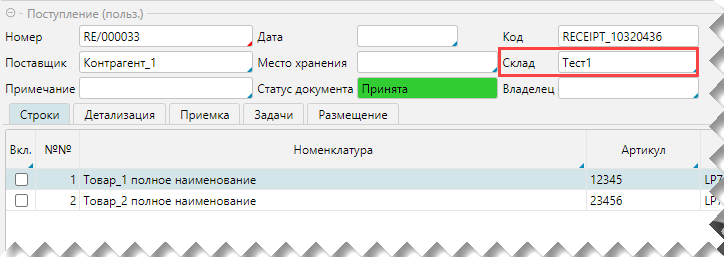 Поступление (польз.)
Номер RE/000033 Дата Код RECEIPT_10320436
Поставщик Контрагент_1 Место хранения Склад Тест1
Примечание Статус документа Принята Владелец
Строки Детализация Приемка Задачи Размещение
Вкл. №№ Номенклатура Артикул
1 Товар_1 полное наименование 12345 LP7
2 Товар_2 полное наименование 23456 LP7